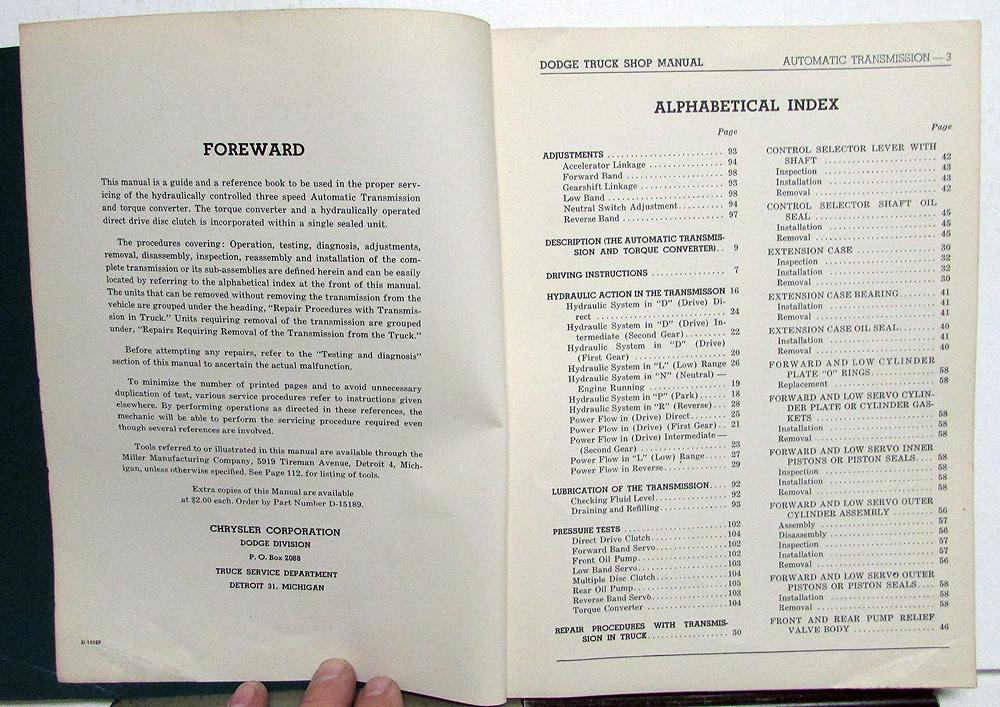 FOREWARD
This manual is a guide and a reference book to be used in the proper serv-
icing of the hydraulically controlled three speed Automatic Transmission
and torque converter. The torque converter and a hydraulically operated
direct drive disc clutch is incorporated within a single sealed unit.
The procedures covering: Operation, testing, diagnosis, adjustments,
removal, disassembly, inspection, reassembly and installation of the com-
plete transmission or its sub-assemblies are defined herein and can be easily
located by referring to the alphabetical index at the front of this manual.
The units that can be removed without removing the transmission from the
vehicle are grouped under the heading, "Repair Procedures with Transmis-
sion in Truck." Units requiring removal of the transmission are grouped
under, "Repairs Requiring Removal of the Transmission from the Truck."
Before attempting any repairs, refer to the "Testing and diagnosis"
section of this manual to ascertain the actual malfunction.
To minimize the number of printed pages and to avoid unnecessary
duplication of test, various service procedures refer to instructions given
elsewhere. By performing operations as directed in these references, the
mechanic will be able to perform the servicing procedure required even
though several references are involved.
Tools referred to or illustrated in this manual are available through the
Miller Manufacturing Company, 5919 Tireman Avenue, Detroit 4, Mich-
igan, unless otherwise specified. See Page 112, for listing of tools.
Extra copies of this Manual are available
at $2.00 each. Order by Part Number D-15189.
CHRYSLER CORPORATION
DODGE DIVISION
P. O. Box 2088
TRUCK SERVICE DEPARTMENT
DETROIT 31, MICHIGAN
D-15189
DODGE TRUCK SHOP MANUAL AUTOMATIC TRANSMISSION — 3
ALPHABETICAL INDEX
Page
ADJUSTMENTS 93
Accelerator Linkage 94
Forward Band 98
Gearshift Linkage 93
Low Band 98
Neutral Switch Adjustment 94
Reverse Band 97
DESCRIPTION (THE AUTOMATIC TRANSMIS-
SION AND TORQUE CONVERTER) 9
DRIVING INSTRUCTIONS 7
HYDRAULIC ACTION IN THE TRANSMISSON 16
Hydraulic System in "D" (Drive) Di-
rect 24
Hydraulic System in "D" (Drive) In-
termediate (Second Gear) 22
Hydraulic System in "D" (Drive)
(First Gear) 20
Hydraulic System in "L" (Low) Range 26
Hydraulic System in "N" (Neutral) —
Engine Running 19
Hydraulic System in "P" (Park) 18
Hydraulic System in "R" (Reverse) 28
Power Flow in (Drive) Direct 25
Power Flow in (Drive) (First Gear) 21
Power Flow in (Drive) Intermediate —
(Second Gear) 23
Power Flow in "L" (Low) Range 27
Power Flow in Reverse 29
LUBRICATION OF THE TRANSMISSION 92
Checking Fluid Level 92
Draining and Refilling 93
PRESSURE TESTS 102
Direct Drive Clutch 104
Forward Band Servo 102
Front Oil Pump 102
Low Band Servo 103
Multiple Disc Clutch 104
Rear Oil Pump 105
Reverse Band Servo 103
Torque Converter 104
REPAIR PROCEDURES WITH TRANSMIS-
SION IN TRUCK 30
Page
CONTROL SELECTOR LEVER WITH
SHAFT 42
Inspection 43
Installation 43
Removal 42
CONTROL SELECTOR SHAFT OIL
SEAL 45
Installation 45
Removal 45
EXTENSION CASE 30
Inspection 32
Installation 32
Removal 30
EXTENSION CASE BEARING 41
Installation 41
Removal 41
EXTENSION CASE OIL SEAL 40
Installation 41
Removal 40
FORWARD AND LOW CYLINDER
PLATE "O" RINGS 58
Replacement 58
FORWARD AND LOW SERVO CYLIN-
DER PLATE OR CYLINDER GAS-
KETS 58
Installation 58
Removal 58
FORWARD AND LOW SERVO INNER
PISTONS OR PISTON SEALS 58
Inspection 58
Installation 58
Removal 58
FORWARD AND LOW SERVO OUTER
CYLINDER ASSEMBLY 56
Assembly 57
Disassembly 56
Inspection 57
Installation 57
Removal 56
FORWARD AND LOW SERVO OUTER
PISTONS OR PISTON SEALS 58
Installation 58
Removal 58
FRONT AND REAR PUMP RELIEF
VALVE BODY 46